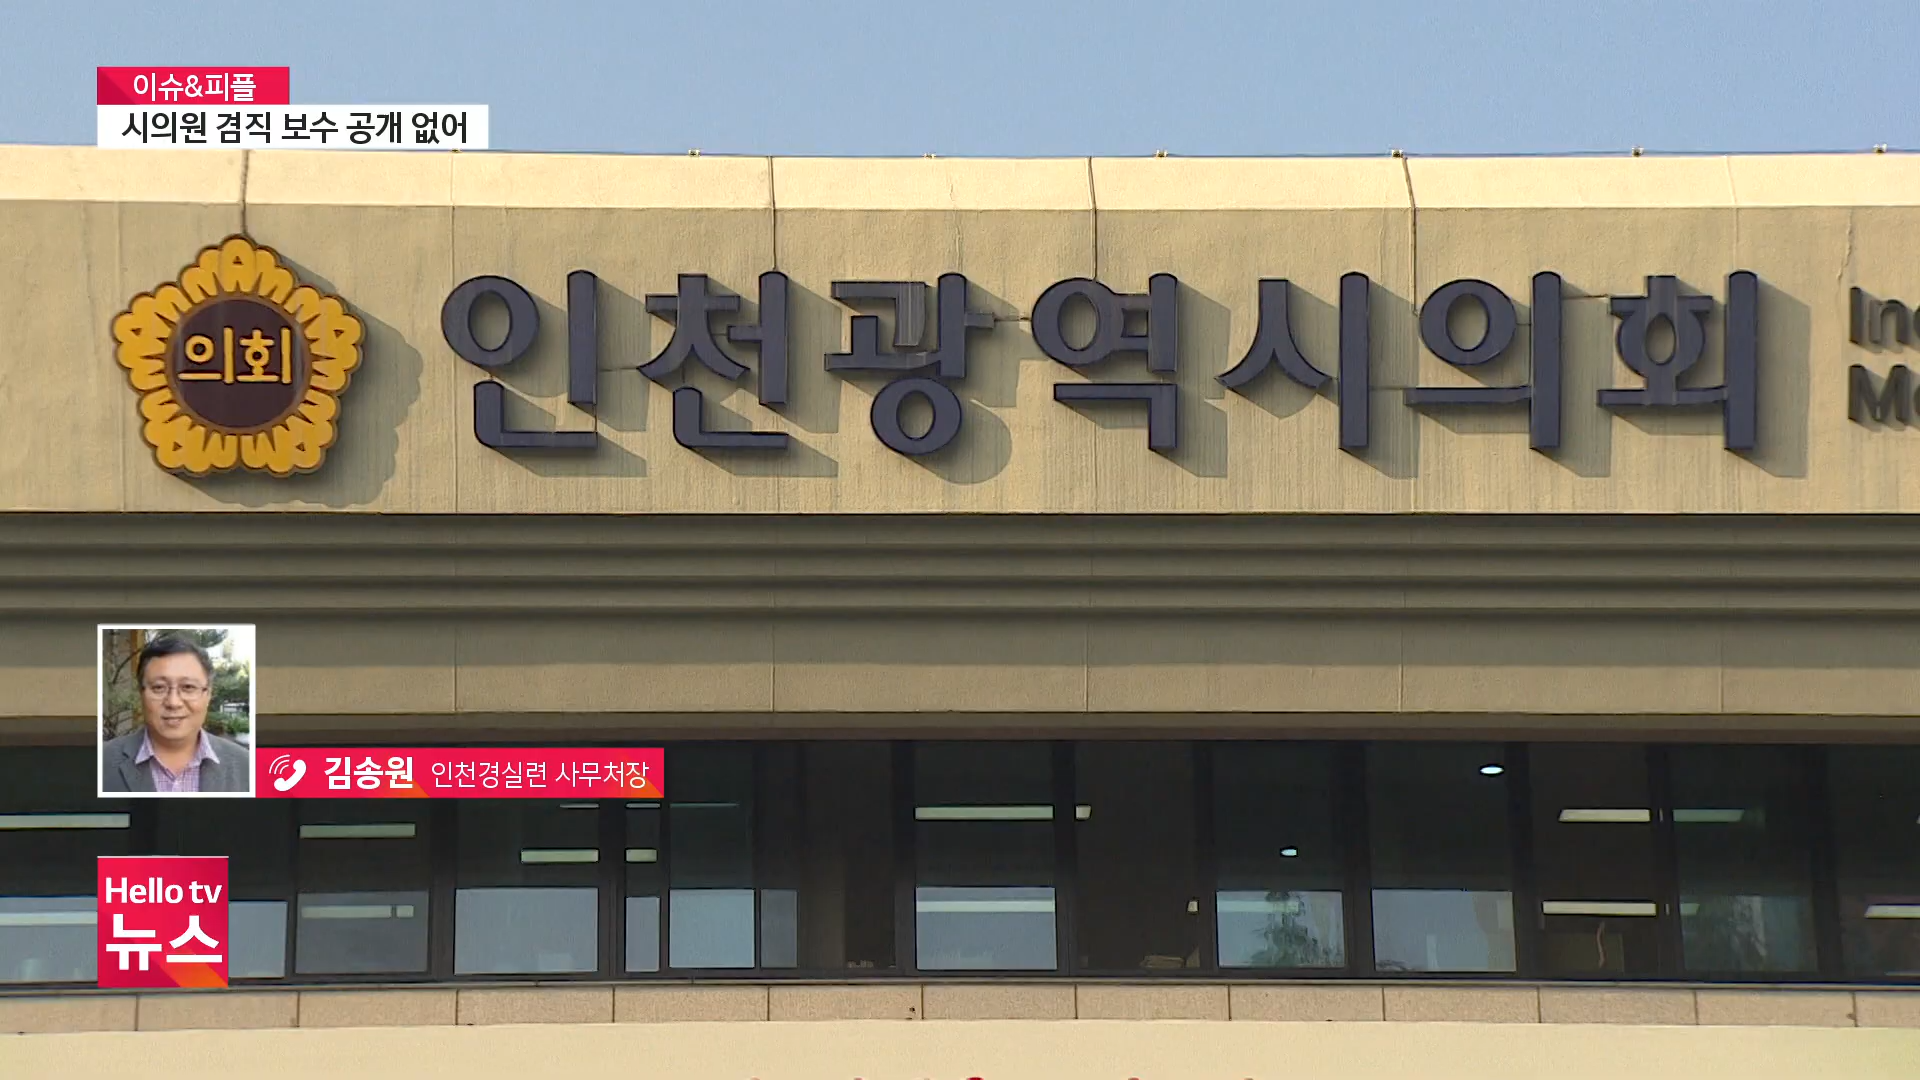 이슈&피플
시의원 겸직 보수 공개 없어
의회
인천광역시의회
김송원 인천경실련 사무처장
Hello tv
뉴스